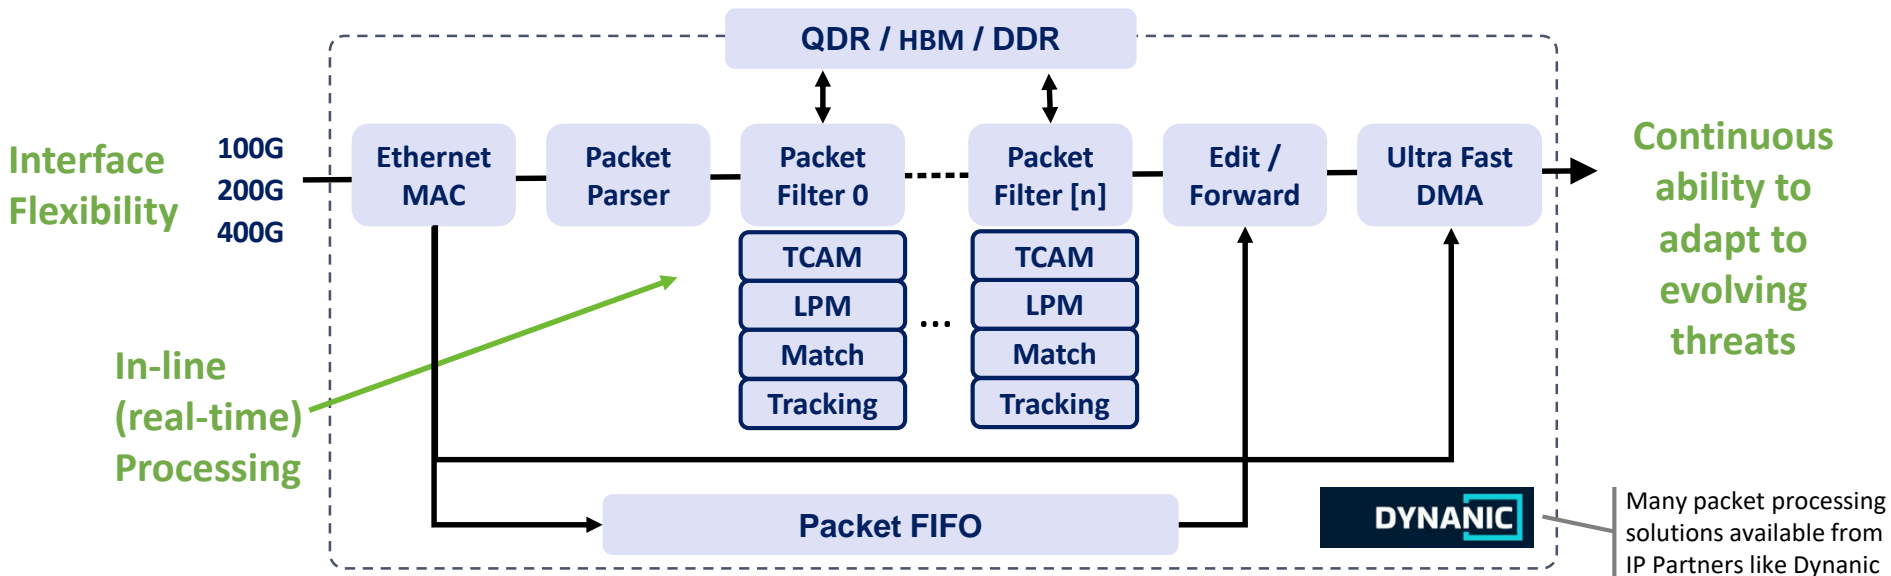 QDR / HBM / DDR
Interface
Flexibility
100G
200G
400G
Ethernet
MAC
Packet
Parser
Packet
Filter 0
Packet
Filter [n]
Edit /
Forward
Ultra Fast
DMA
Continuous
ability to
adapt to
evolving
threats
TCAM
LPM
Match
Tracking
...
TCAM
LPM
Match
Tracking
In-line
(real-time)
Processing
Packet FIFO
DYNANIC
Many packet processing
solutions available from
IP Partners like Dynanic